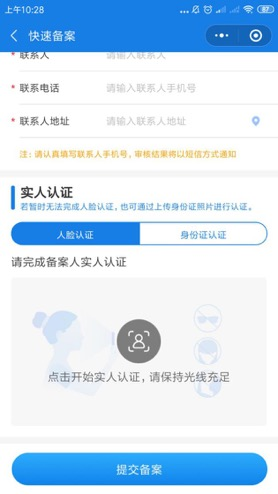 上午10:28
87
快速备案
* 联系人 请输入联系人
* 联系电话 请输入联系人手机号
* 联系人地址 请输入联系人地址
注：请认真填写联系人手机号，审核结果将以短信方式通知
实人认证
若暂时无法完成人脸认证，也可通过上传身份证照片进行认证。
人脸认证 身份证认证
请完成备案人实人认证
点击开始实人认证，请保持光线充足
提交备案